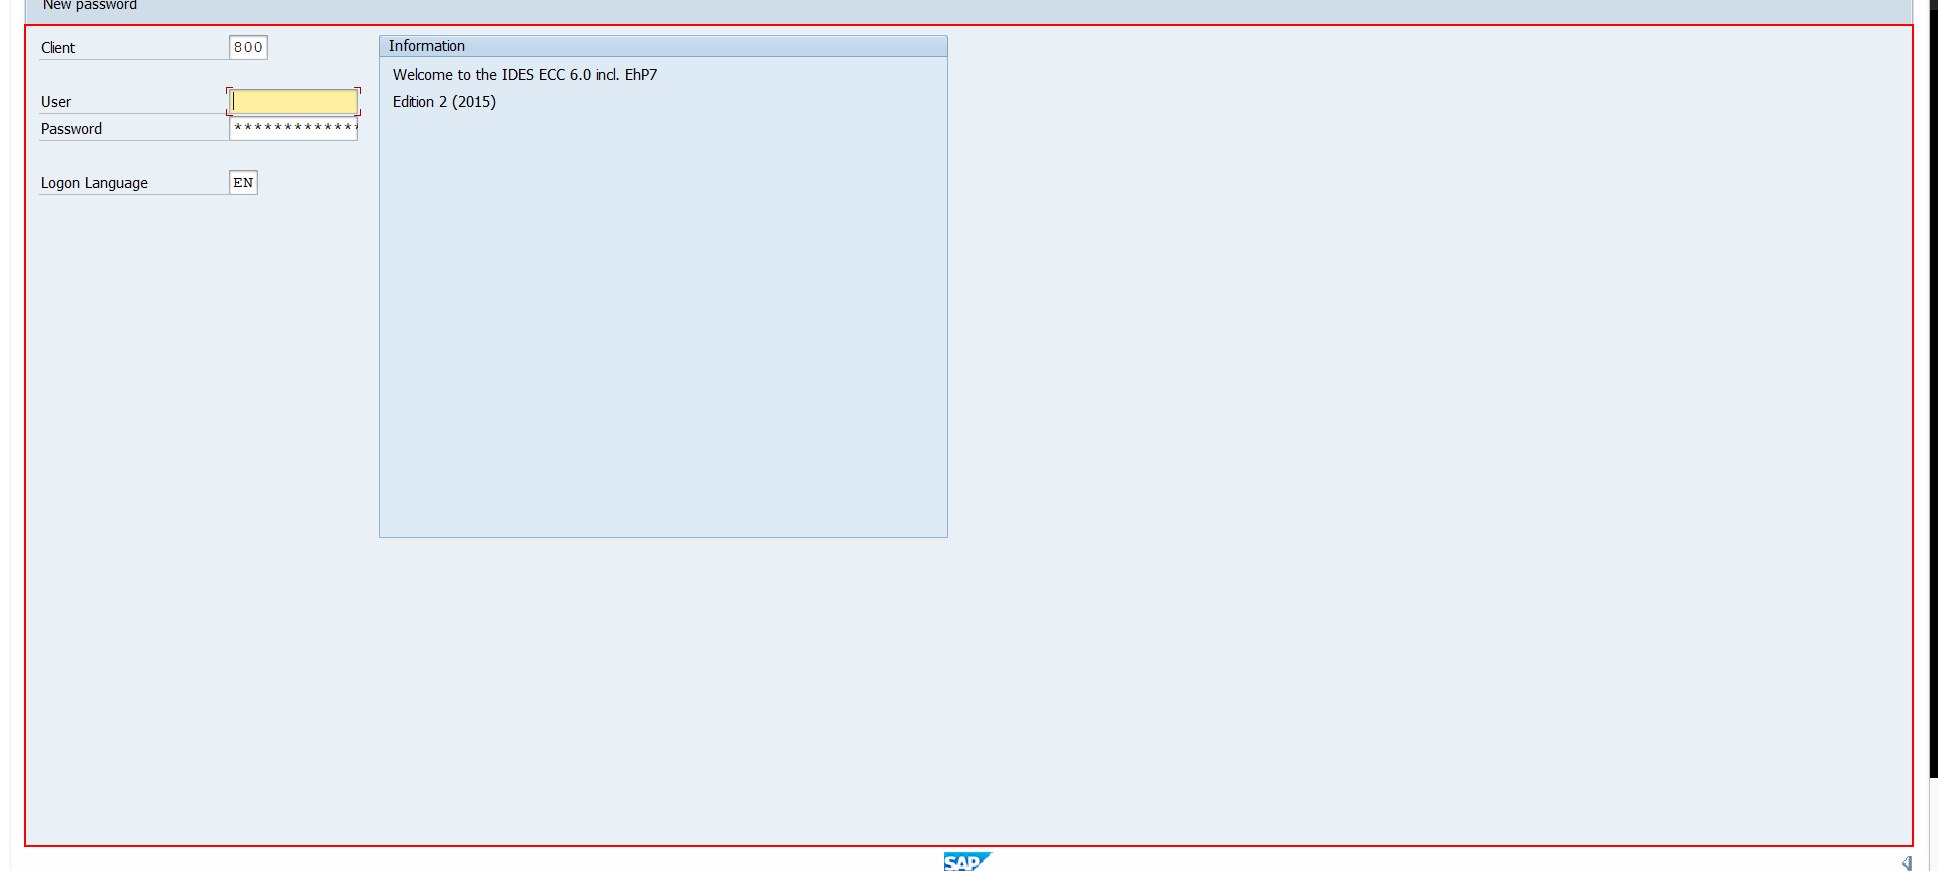 New password
Client 800
Information
Welcome to the IDES ECC 6.0 incl. EhP7
User
Edition 2 (2015)
Password *************
Logon Language EN
SAP